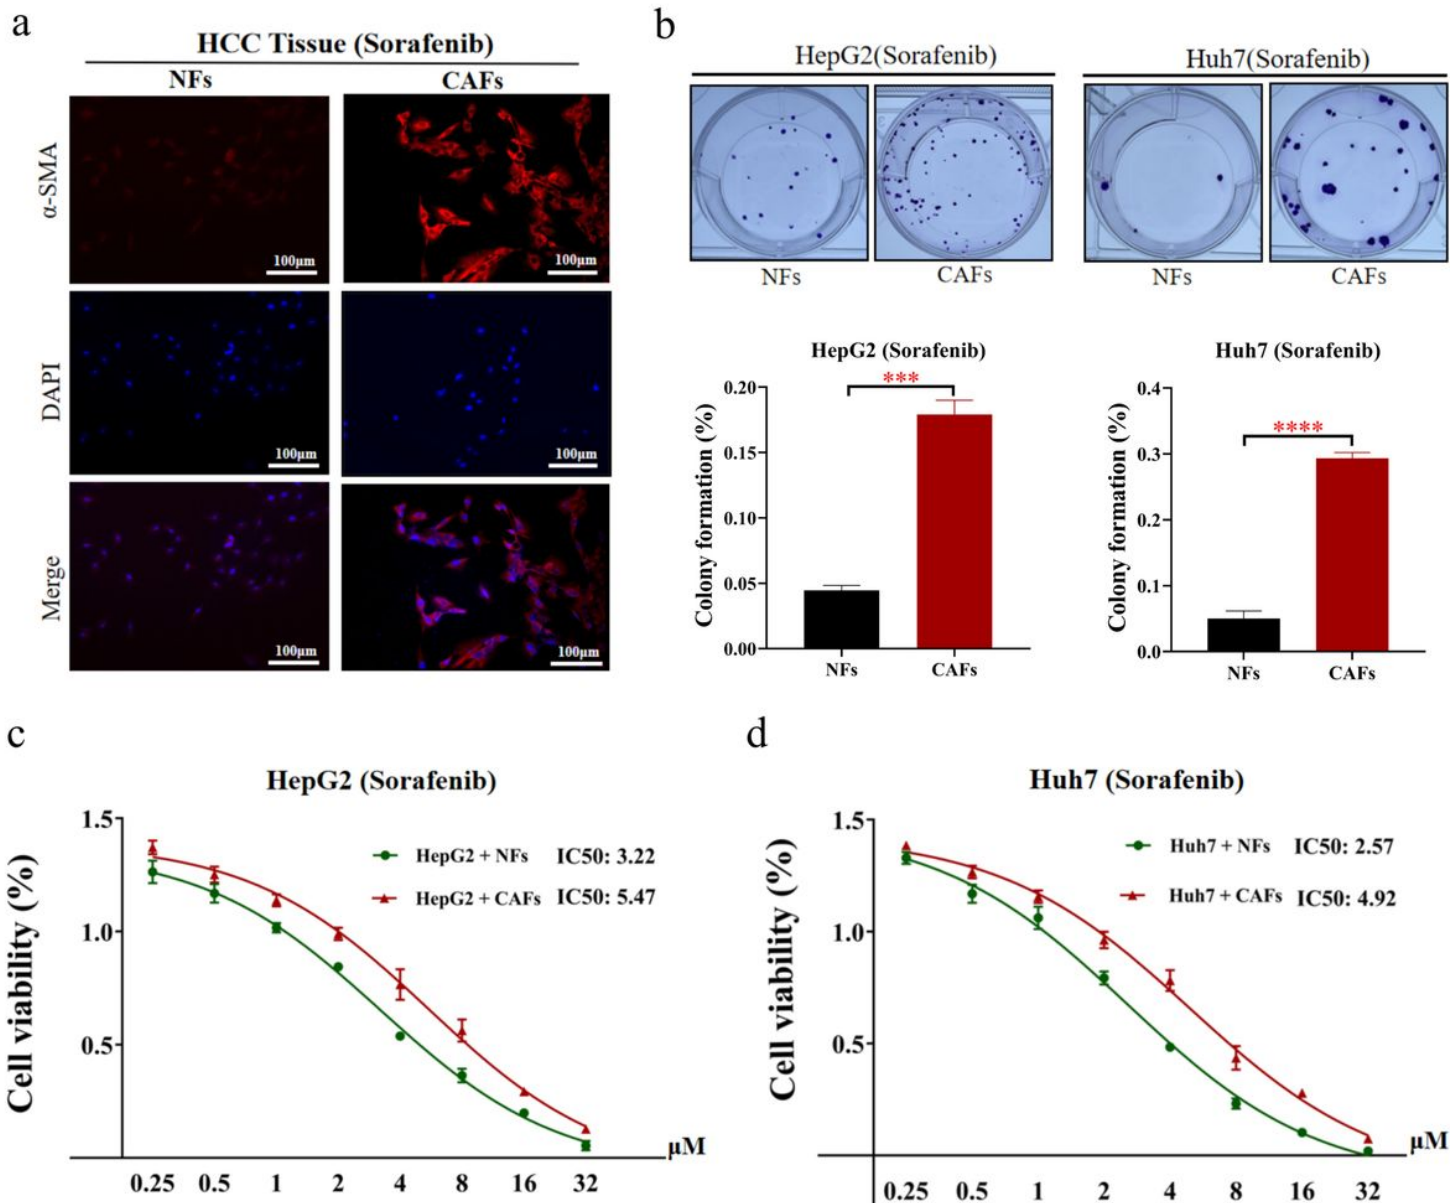 a
HCC Tissue (Sorafenib)
NFs CAFs
α-SMA
100μm 100μm
DAPI
100μm 100μm
Merge
100μm 100μm
b
HepG2(Sorafenib) Huh7(Sorafenib)
NFs CAFs NFs CAFs
HepG2 (Sorafenib)
Colony formation (%)
***
0.20
0.15
0.10
0.05
0.00
NFs CAFs
Huh7 (Sorafenib)
Colony formation (%)
****
0.4
0.3
0.2
0.1
0.0
NFs CAFs
c
HepG2 (Sorafenib)
Cell viability (%)
1.5
1.0
0.5
HepG2 + NFs IC50: 3.22
HepG2 + CAFs IC50: 5.47
μM
0.25 0.5 1 2 4 8 16 32
d
Huh7 (Sorafenib)
Cell viability (%)
1.5
1.0
0.5
Huh7 + NFs IC50: 2.57
Huh7 + CAFs IC50: 4.92
μM
0.25 0.5 1 2 4 8 16 32